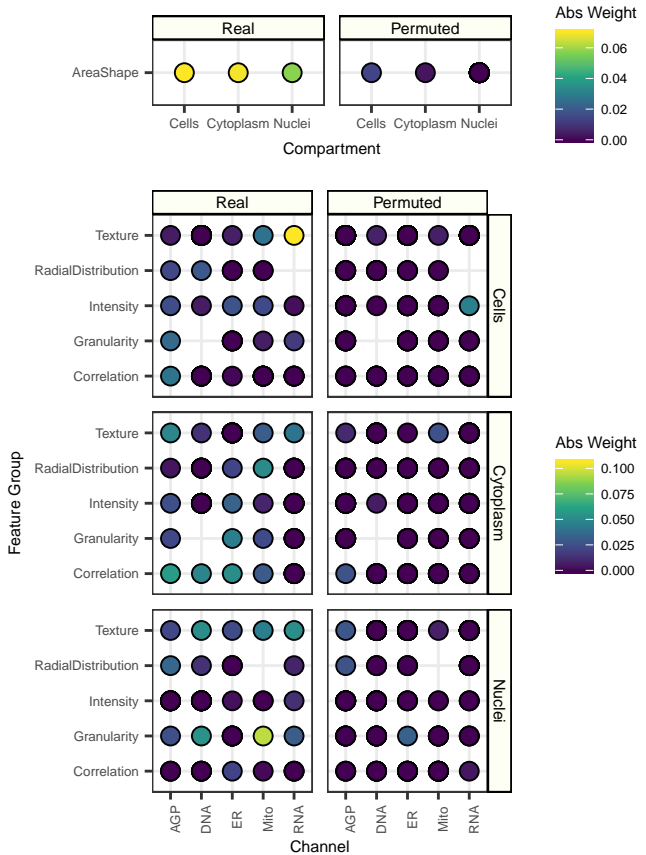 Real
Permuted
AreaShape
Cells
Cytoplasm
Nuclei
Cells
Cytoplasm
Nuclei
Compartment
Abs Weight
0.06
0.04
0.02
0.00
Real
Permuted
Texture
RadialDistribution
Intensity
Granularity
Correlation
Cells
Texture
RadialDistribution
Intensity
Granularity
Correlation
Cytoplasm
Texture
RadialDistribution
Intensity
Granularity
Correlation
Nuclei
Feature Group
AGP
DNA
ER
Mito
RNA
AGP
DNA
ER
Mito
RNA
Channel
Abs Weight
0.100
0.075
0.050
0.025
0.000